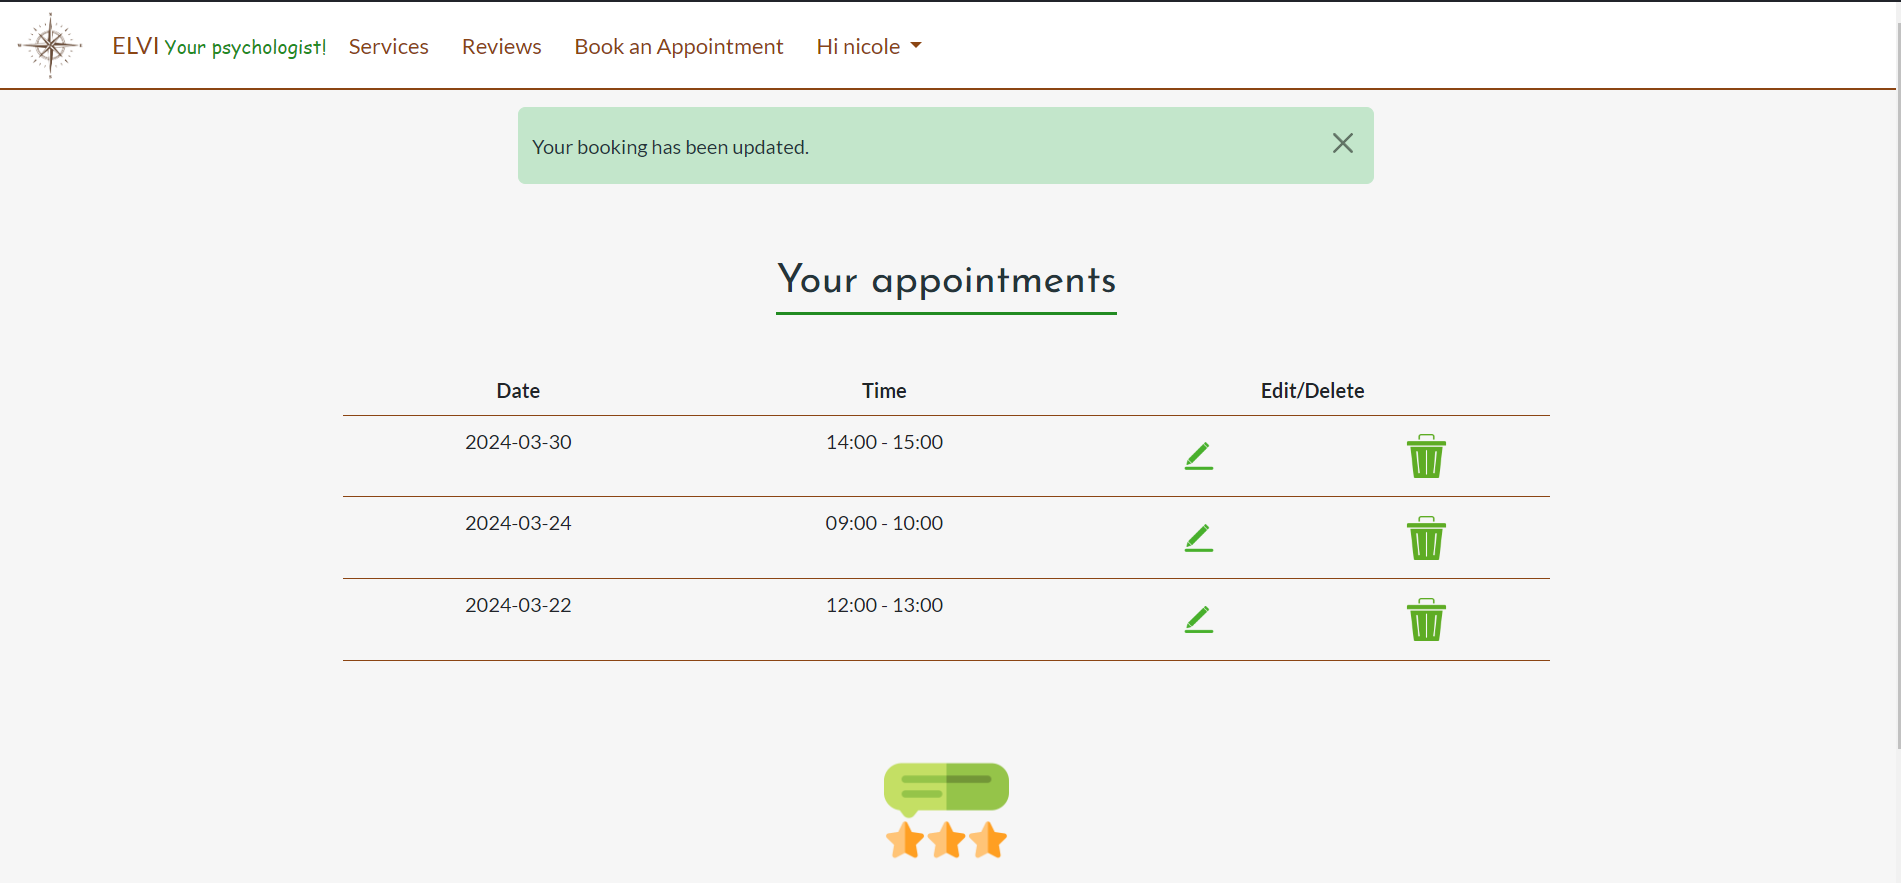 ELVI Your psychologist! Services Reviews Book an Appointment Hi nicole
Your booking has been updated.
Your appointments
Date Time Edit/Delete
2024-03-30 14:00 - 15:00
2024-03-24 09:00 - 10:00
2024-03-22 12:00 - 13:00